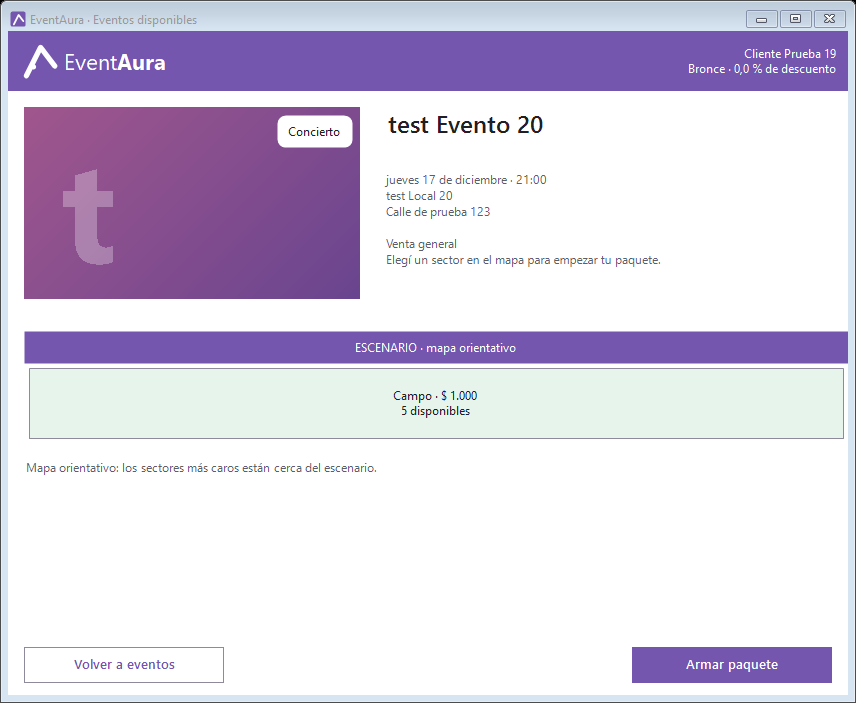 EventAura · Eventos disponibles
EventAura
Cliente Prueba 19
Bronce · 0,0 % de descuento
Concierto
t
test Evento 20
jueves 17 de diciembre · 21:00
test Local 20
Calle de prueba 123
Venta general
Elegí un sector en el mapa para empezar tu paquete.
ESCENARIO · mapa orientativo
Campo · $ 1.000
5 disponibles
Mapa orientativo: los sectores más caros están cerca del escenario.
Volver a eventos
Armar paquete